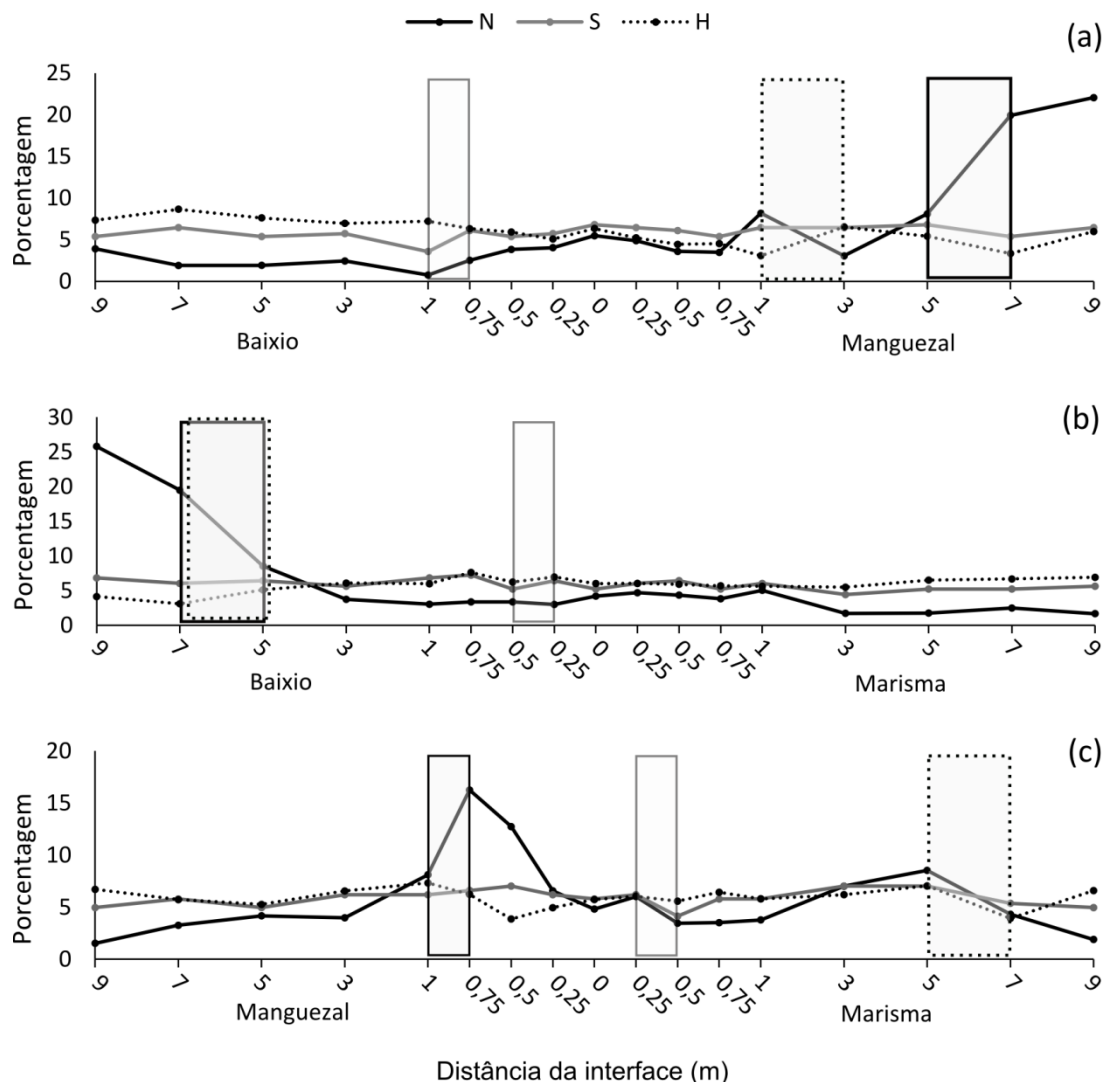 N S H
(a)
Porcentagem
25
20
15
10
5
0
9 7 5 3 1 0,75 0,5 0,25 0 0,25 0,5 0,75 1 3 5 7 9
Baixio Manguezal
(b)
Porcentagem
30
25
20
15
10
5
0
9 7 5 3 1 0,75 0,5 0,25 0 0,25 0,5 0,75 1 3 5 7 9
Baixio Marisma
(c)
Porcentagem
20
15
10
5
0
9 7 5 3 1 0,75 0,5 0,25 0 0,25 0,5 0,75 1 3 5 7 9
Manguezal Marisma
Distância da interface (m)